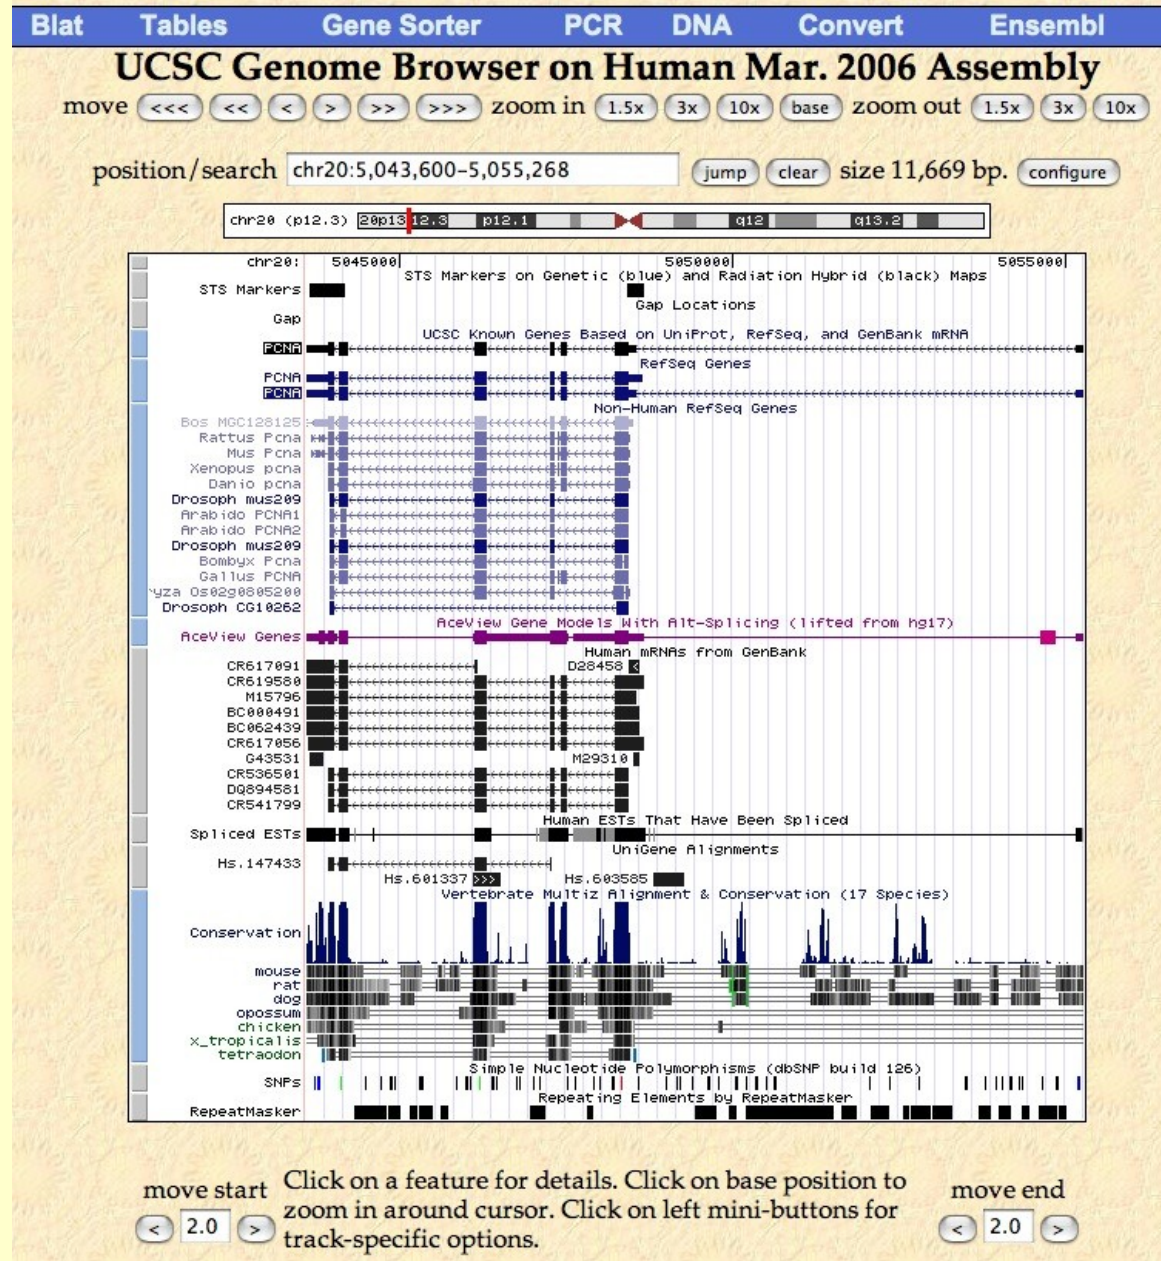 Blat Tables Gene Sorter PCR DNA Convert Ensembl
UCSC Genome Browser on Human Mar. 2006 Assembly
move <<< << < > >> >>> zoom in 1.5x 3x 10x base zoom out 1.5x 3x 10x
position/search chr20:5,043,600-5,055,268 jump clear size 11,669 bp. configure
chr20 (p12.3) 20p13 12.3 p12.1 q12 q13.2
chr20: 5045000 5050000 5055000
STS Markers on Genetic (blue) and Radiation Hybrid (black) Maps
STS Markers
Gap Locations
Gap
UCSC Known Genes Based on UniProt, RefSeq, and GenBank mRNA
PCNA
RefSeq Genes
PCNA
PCNA
Non-Human RefSeq Genes
Bos MGC128125
Rattus Pcna
Mus Pcna
Xenopus pcna
Danio pcna
Drosoph mus209
Arabido PCNA1
Arabido PCNA2
Drosoph mus209
Bombyx Pcna
Gallus PCNA
yza Os02g0805200
Drosoph CG10262
AceView Gene Models With Alt-Splicing (lifted from hg17)
AceView Genes
Human mRNAs from GenBank
CR617091 D28458 <
CR619580
M15796
BC000491
BC062439
CR617056
G43531 M29310
CR536501
DQ894581
CR541799
Human ESTs That Have Been Spliced
Spliced ESTs
UniGene Alignments
Hs.147433
Hs.601337 >>> Hs.603585
Vertebrate Multiz Alignment & Conservation (17 Species)
Conservation
mouse
rat
dog
opossum
chicken
x_tropicalis
tetraodon
Simple Nucleotide Polymorphisms (dbSNP build 126)
SNPs
Repeating Elements by RepeatMasker
RepeatMasker
move start Click on a feature for details. Click on base position to move end
< 2.0 > zoom in around cursor. Click on left mini-buttons for < 2.0 >
track-specific options.